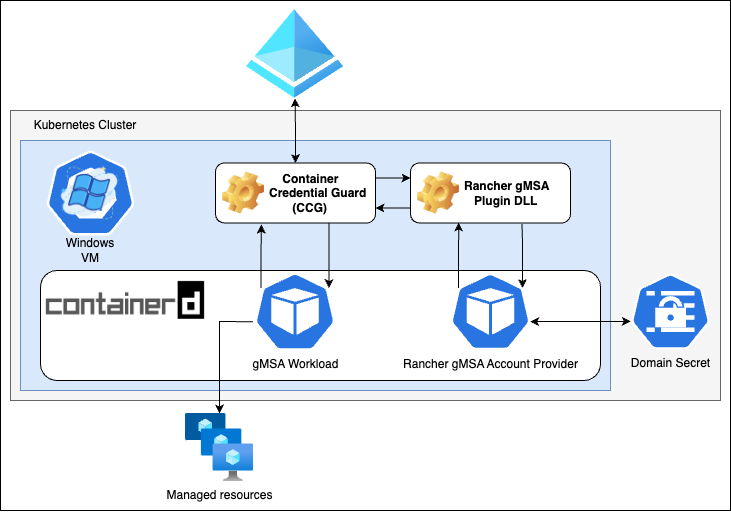 Kubernetes Cluster
Container
Credential Guard
(CCG)
Rancher gMSA
Plugin DLL
Windows
VM
containerd
gMSA Workload
Rancher gMSA Account Provider
Domain Secret
Managed resources